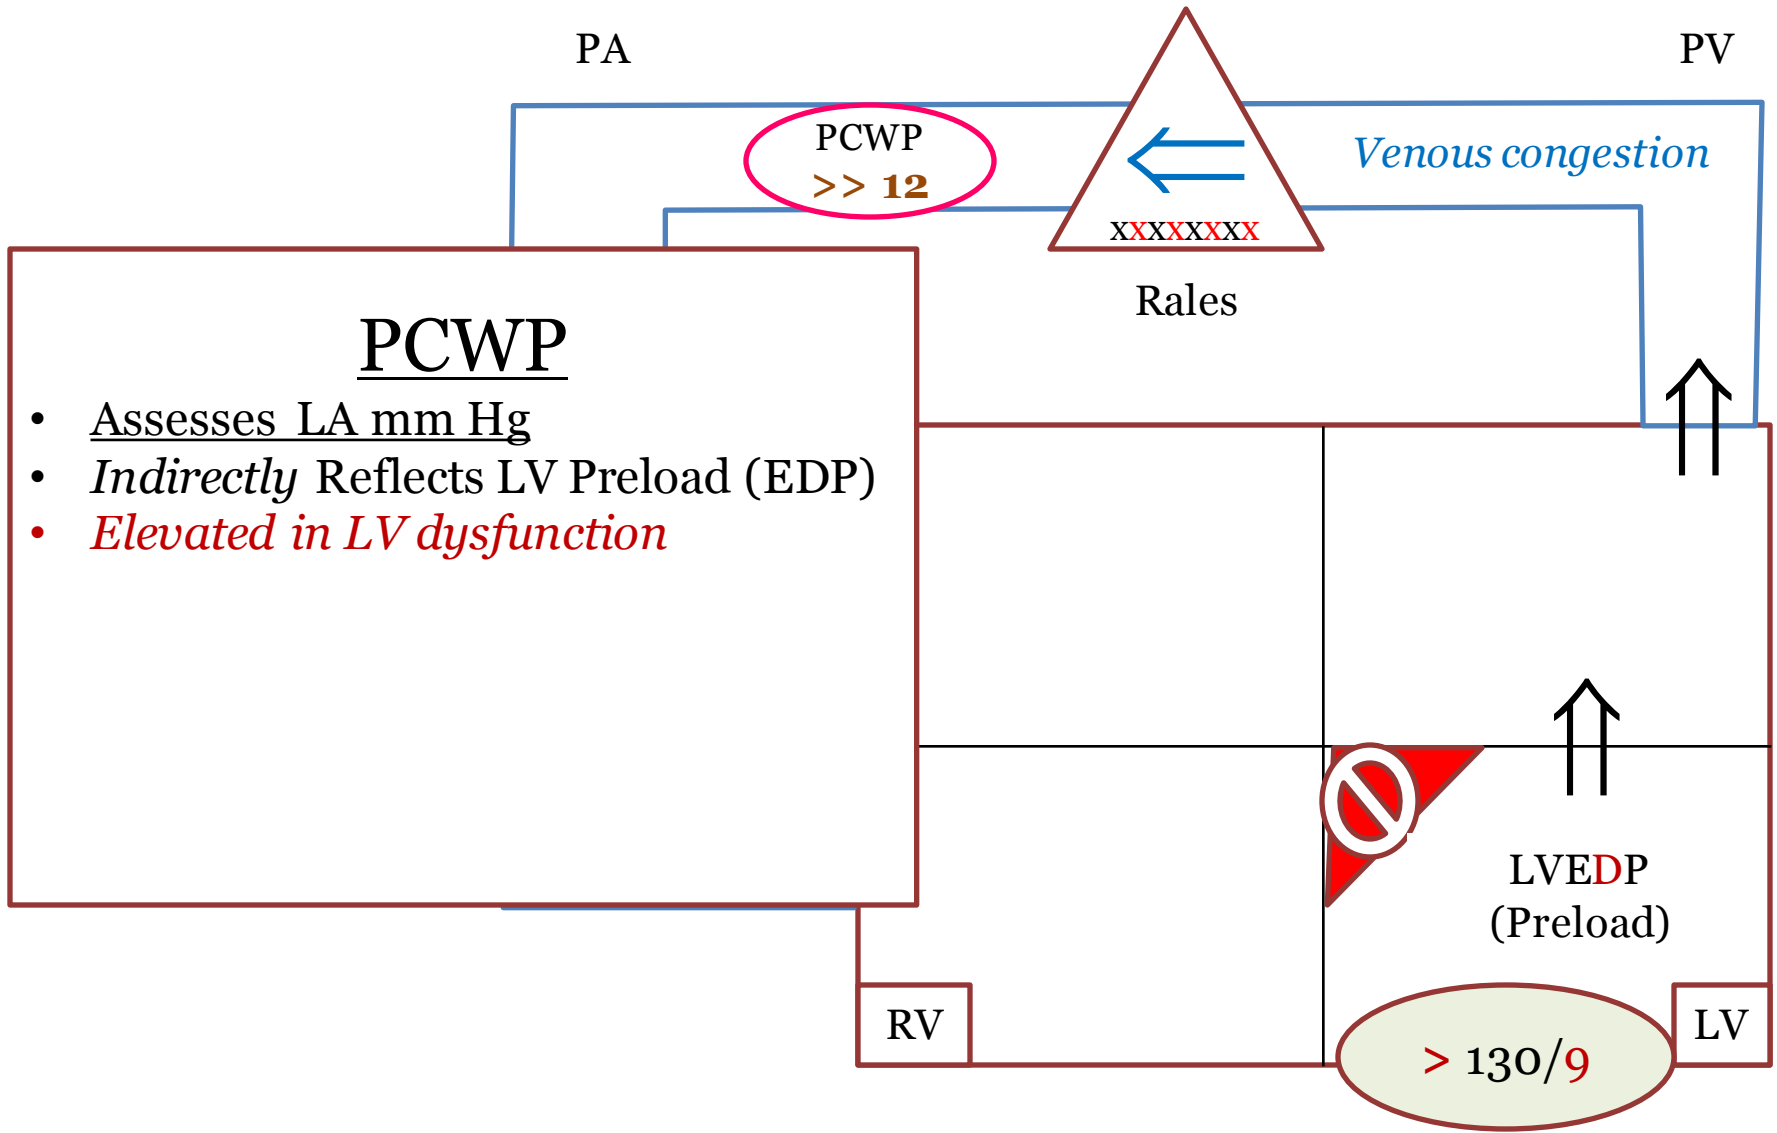 PA
PV
PCWP
>> 12
Venous congestion
xxxxxxxx
Rales
PCWP
• Assesses LA mm Hg
• Indirectly Reflects LV Preload (EDP)
• Elevated in LV dysfunction
LVEDP
(Preload)
RV
> 130/9
LV